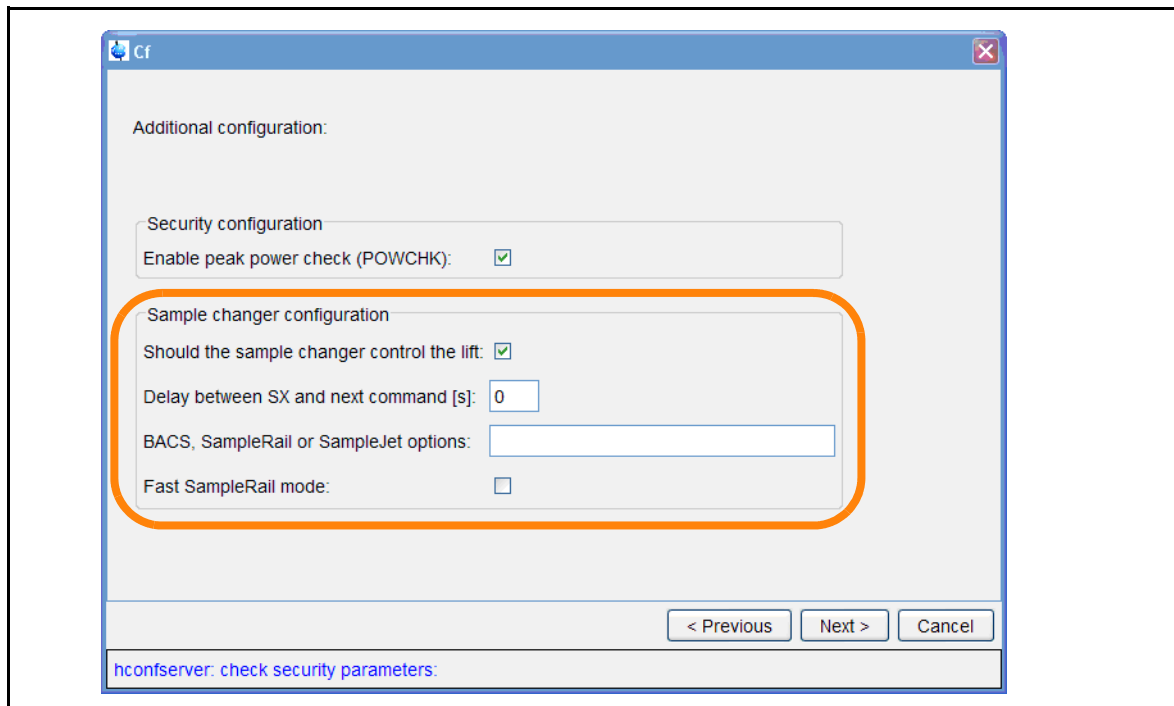 Cf
Additional configuration:
Security configuration
Enable peak power check (POWCHK):
Sample changer configuration
Should the sample changer control the lift:
Delay between SX and next command [s]: 0
BACS, SampleRail or SampleJet options:
Fast SampleRail mode:
< Previous Next > Cancel
hconfserver: check security parameters: